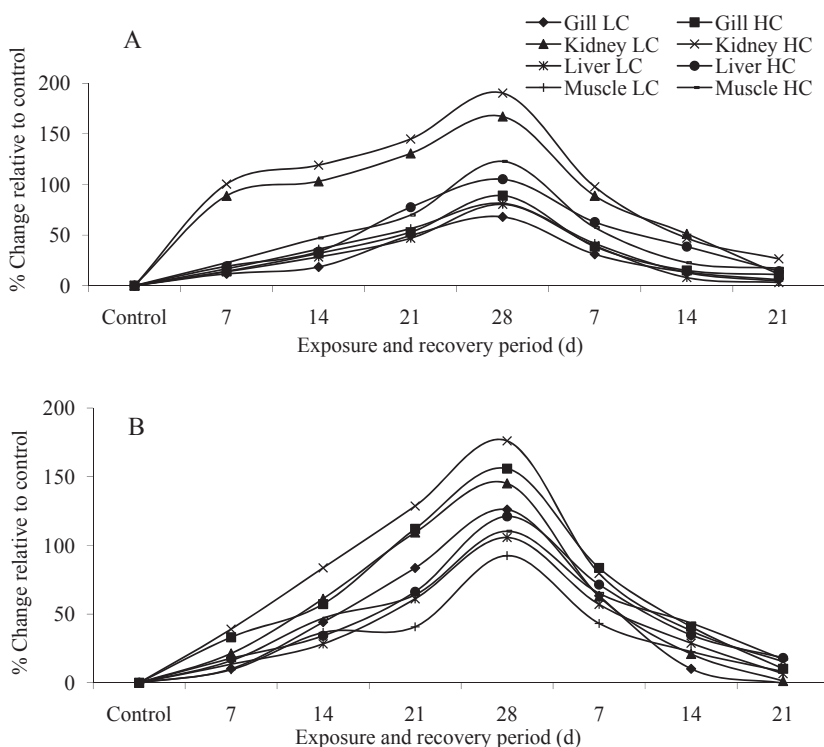 A
Gill LC Gill HC
Kidney LC Kidney HC
Liver LC Liver HC
Muscle LC Muscle HC
% Change relative to control
200
150
100
50
0
Control 7 14 21 28 7 14 21
Exposure and recovery period (d)
B
% Change relative to control
200
150
100
50
0
Control 7 14 21 28 7 14 21
Exposure and recovery period (d)